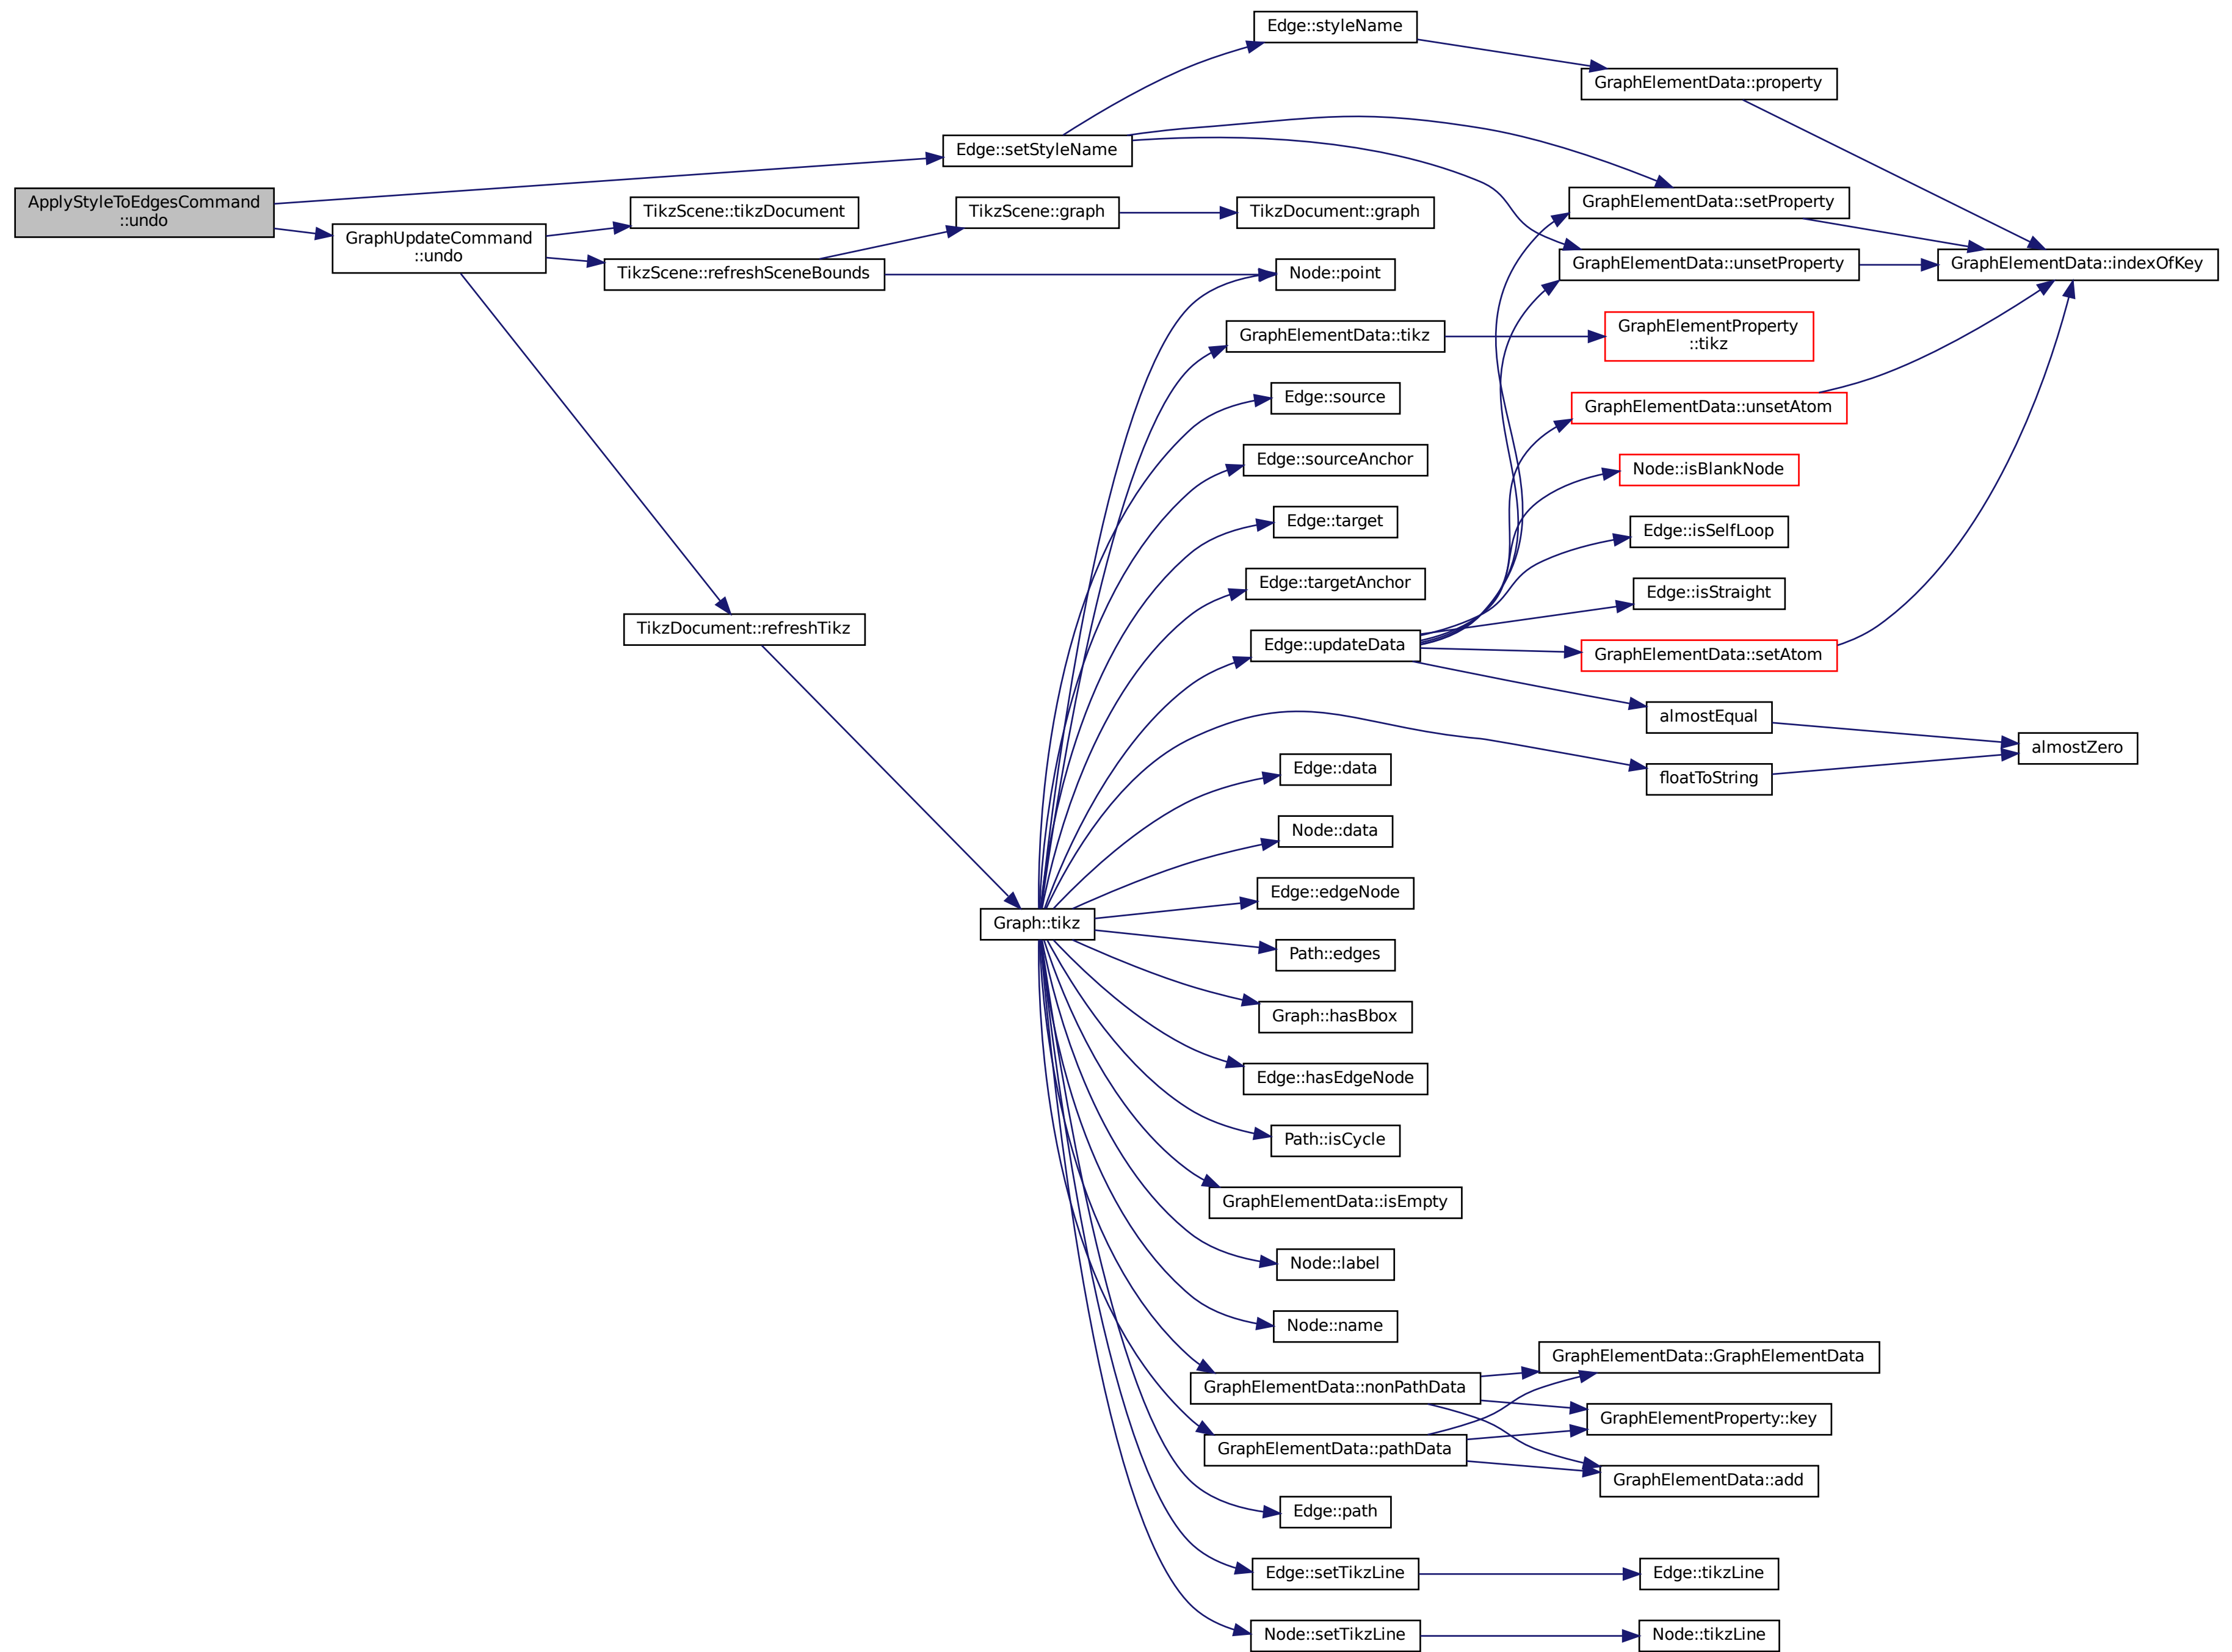 Edge::styleName
GraphElementData::property
Edge::setStyleName
ApplyStyleToEdgesCommand
::undo
TikzScene::tikzDocument
TikzScene::graph
TikzDocument::graph
GraphElementData::setProperty
GraphUpdateCommand
::undo
TikzScene::refreshSceneBounds
Node::point
GraphElementData::unsetProperty
GraphElementData::indexOfKey
GraphElementData::tikz
GraphElementProperty
::tikz
Edge::source
GraphElementData::unsetAtom
Edge::sourceAnchor
Node::isBlankNode
Edge::target
Edge::isSelfLoop
Edge::targetAnchor
Edge::isStraight
TikzDocument::refreshTikz
Edge::updateData
GraphElementData::setAtom
almostEqual
almostZero
Edge::data
floatToString
Node::data
Edge::edgeNode
Graph::tikz
Path::edges
Graph::hasBbox
Edge::hasEdgeNode
Path::isCycle
GraphElementData::isEmpty
Node::label
Node::name
GraphElementData::GraphElementData
GraphElementData::nonPathData
GraphElementProperty::key
GraphElementData::pathData
GraphElementData::add
Edge::path
Edge::setTikzLine
Edge::tikzLine
Node::setTikzLine
Node::tikzLine